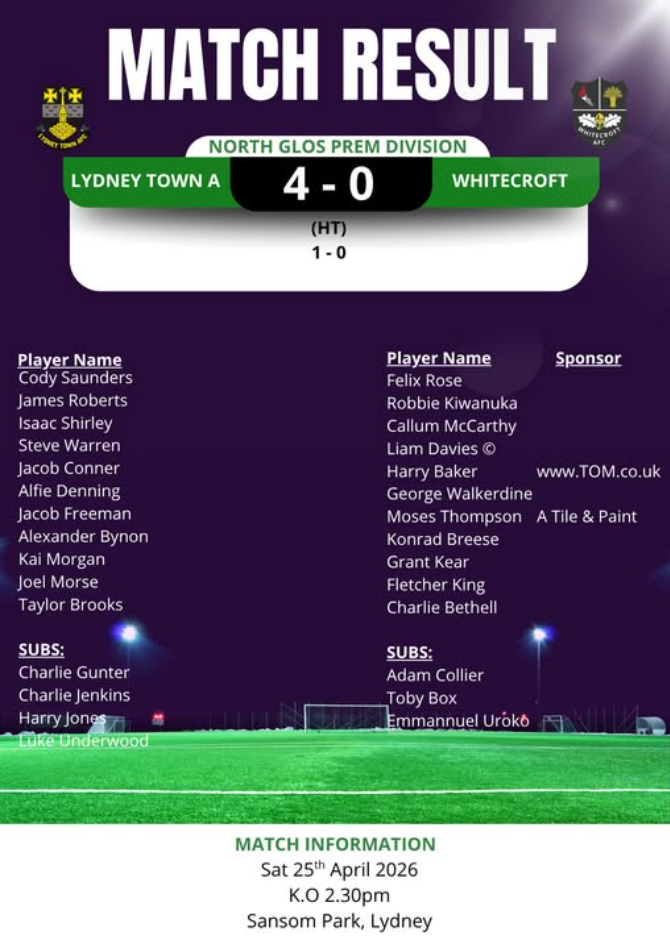 MATCH RESULT
LYDNEY TOWN AFC
WHITECROFT
AFC
NORTH GLOS PREM DIVISION
LYDNEY TOWN A 4 - 0 WHITECROFT
(HT)
1 - 0
Player Name
Cody Saunders
James Roberts
Isaac Shirley
Steve Warren
Jacob Conner
Alfie Denning
Jacob Freeman
Alexander Bynon
Kai Morgan
Joel Morse
Taylor Brooks
SUBS:
Charlie Gunter
Charlie Jenkins
Harry Jones
Luke Underwood
Player Name Sponsor
Felix Rose
Robbie Kiwanuka
Callum McCarthy
Liam Davies ©
Harry Baker www.TOM.co.uk
George Walkerdine
Moses Thompson A Tile & Paint
Konrad Breese
Grant Kear
Fletcher King
Charlie Bethell
SUBS:
Adam Collier
Toby Box
Emmannuel Uroko
MATCH INFORMATION
Sat 25th April 2026
K.O 2.30pm
Sansom Park, Lydney